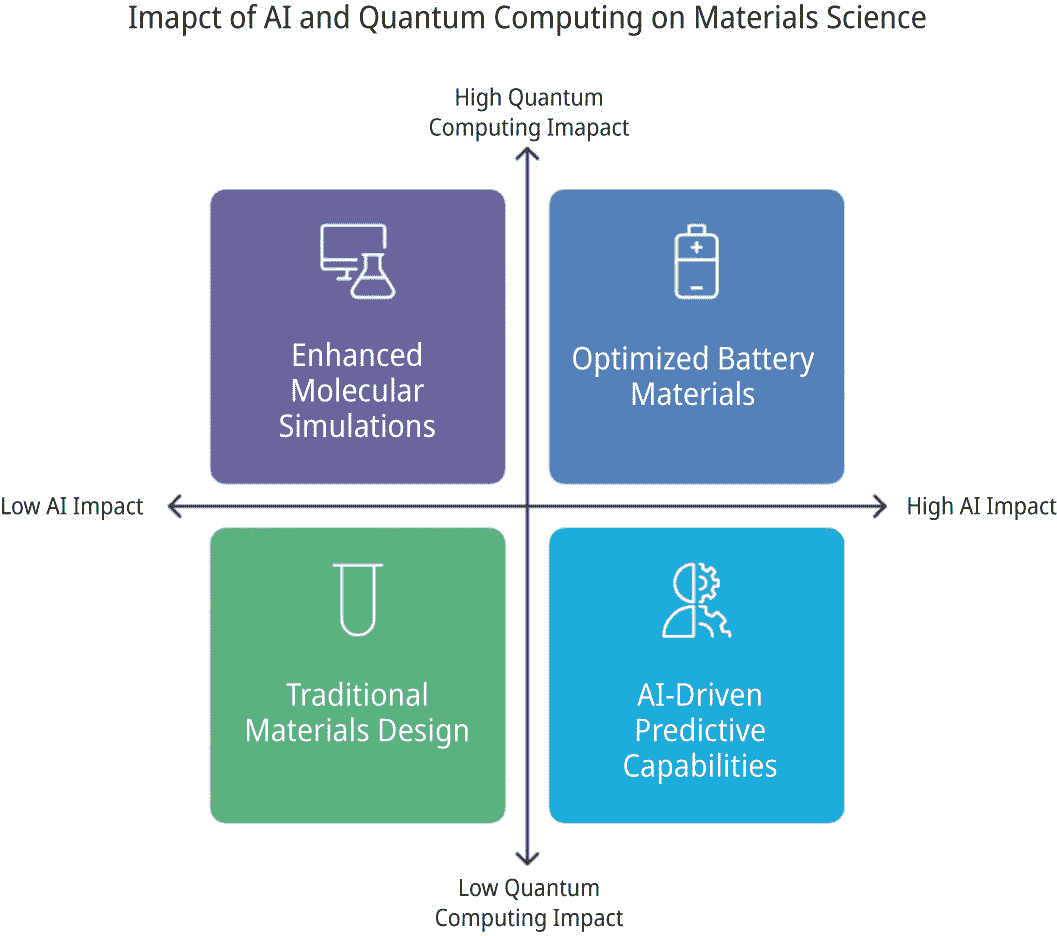 Imapct of AI and Quantum Computing on Materials Science
High Quantum
Computing Imapact
Enhanced
Molecular
Simulations
Optimized Battery
Materials
Low AI Impact
High AI Impact
Traditional
Materials Design
AI-Driven
Predictive
Capabilities
Low Quantum
Computing Impact